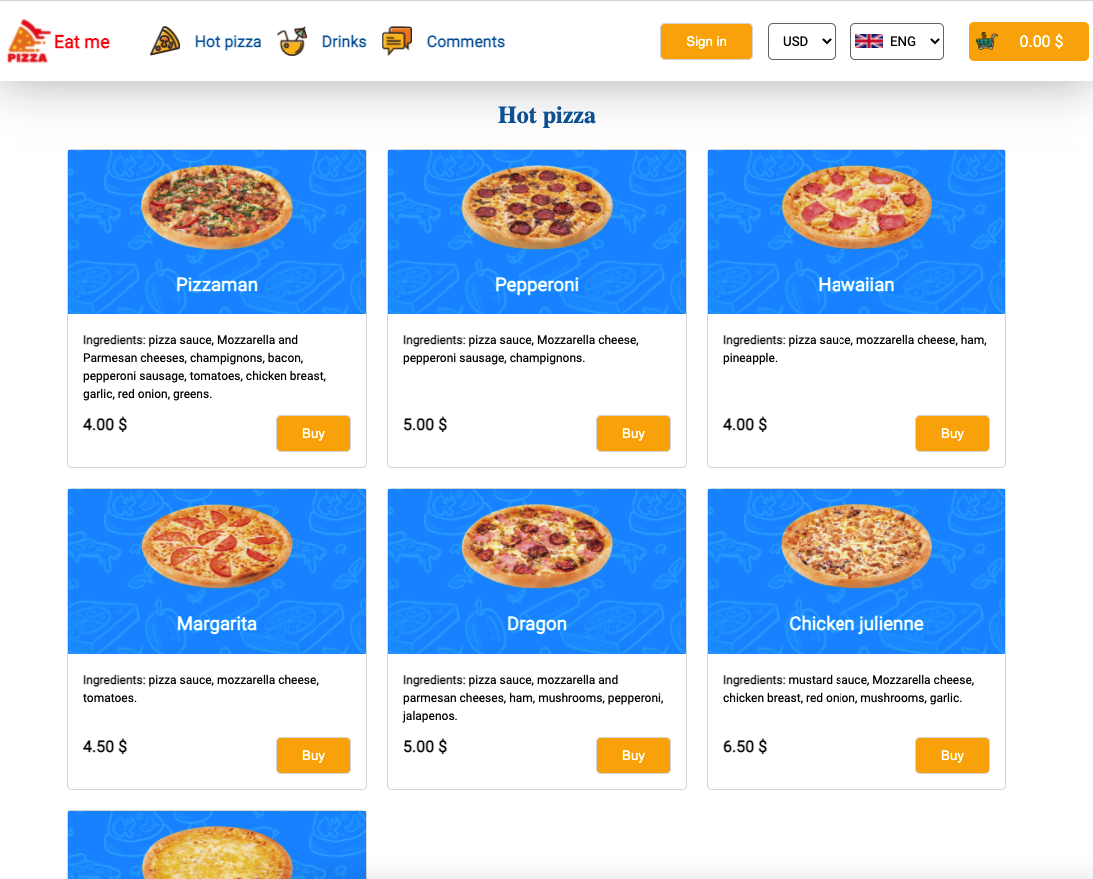 PIZZA
Eat me
Hot pizza
Drinks
Comments
Sign in
USD
ENG
0.00 $
Hot pizza
Pizzaman
Ingredients: pizza sauce, Mozzarella and
Parmesan cheeses, champignons, bacon,
pepperoni sausage, tomatoes, chicken breast,
garlic, red onion, greens.
4.00 $
Buy
Pepperoni
Ingredients: pizza sauce, Mozzarella cheese,
pepperoni sausage, champignons.
5.00 $
Buy
Hawaiian
Ingredients: pizza sauce, mozzarella cheese, ham,
pineapple.
4.00 $
Buy
Margarita
Ingredients: pizza sauce, mozzarella cheese,
tomatoes.
4.50 $
Buy
Dragon
Ingredients: pizza sauce, mozzarella and
parmesan cheeses, ham, mushrooms, pepperoni,
jalapenos.
5.00 $
Buy
Chicken julienne
Ingredients: mustard sauce, Mozzarella cheese,
chicken breast, red onion, mushrooms, garlic.
6.50 $
Buy